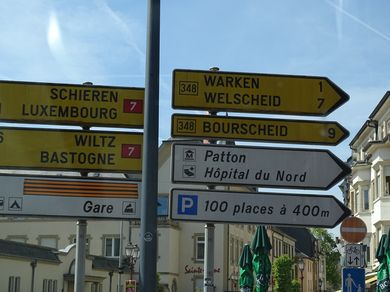 SCHIEREN
LUXEMBOURG 7
WILTZ
BASTOGNE 7
Gare
348 WARKEN 1
WELSCHEID 7
348 BOURSCHEID 9
Patton
Hôpital du Nord
P 100 places à 400m